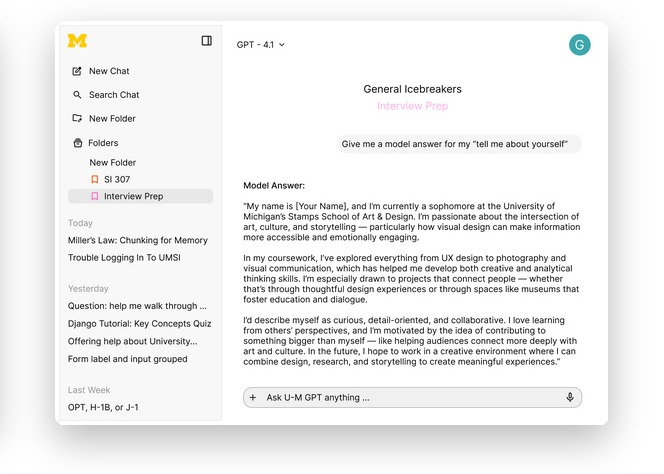 M
New Chat
Search Chat
New Folder
Folders
New Folder
SI 307
Interview Prep
Today
Miller's Law: Chunking for Memory
Trouble Logging In To UMSI
Yesterday
Question: help me walk through ...
Django Tutorial: Key Concepts Quiz
Offering help about University...
Form label and input grouped
Last Week
OPT, H-1B, or J-1
GPT - 4.1
G
General Icebreakers
Interview Prep
Give me a model answer for my "tell me about yourself"
Model Answer:
"My name is [Your Name], and I'm currently a sophomore at the University of
Michigan's Stamps School of Art & Design. I'm passionate about the intersection of
art, culture, and storytelling — particularly how visual design can make information
more accessible and emotionally engaging.
In my coursework, I've explored everything from UX design to photography and
visual communication, which has helped me develop both creative and analytical
thinking skills. I'm especially drawn to projects that connect people — whether
that's through thoughtful design experiences or through spaces like museums that
foster education and dialogue.
I'd describe myself as curious, detail-oriented, and collaborative. I love learning
from others' perspectives, and I'm motivated by the idea of contributing to
something bigger than myself — like helping audiences connect more deeply with
art and culture. In the future, I hope to work in a creative environment where I can
combine design, research, and storytelling to create meaningful experiences."
Ask U-M GPT anything ...